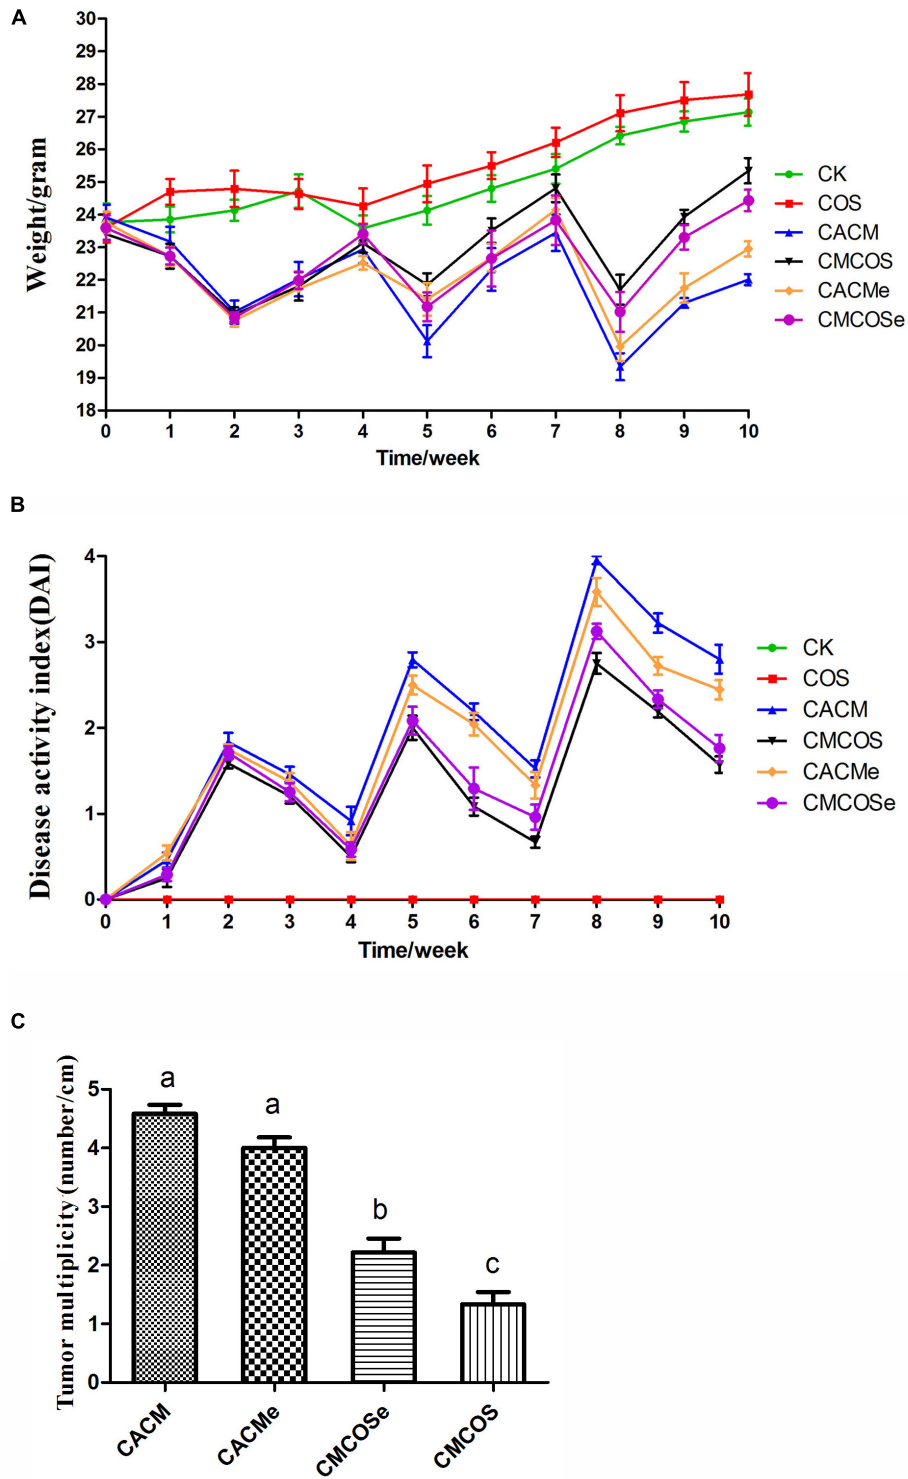 A
30
29
28
27
26
25
24
23
22
21
20
19
18
Weight/gram
0 1 2 3 4 5 6 7 8 9 10
Time/week
CK
COS
CACM
CMCOS
CACMe
CMCOSe
B
4
3
2
1
0
Disease activity index(DAI)
0 1 2 3 4 5 6 7 8 9 10
Time/week
CK
COS
CACM
CMCOS
CACMe
CMCOSe
C
5
4
3
2
1
0
Tumor multiplicity (number/cm)
a
a
b
c
CACM
CACMe
CMCOSe
CMCOS